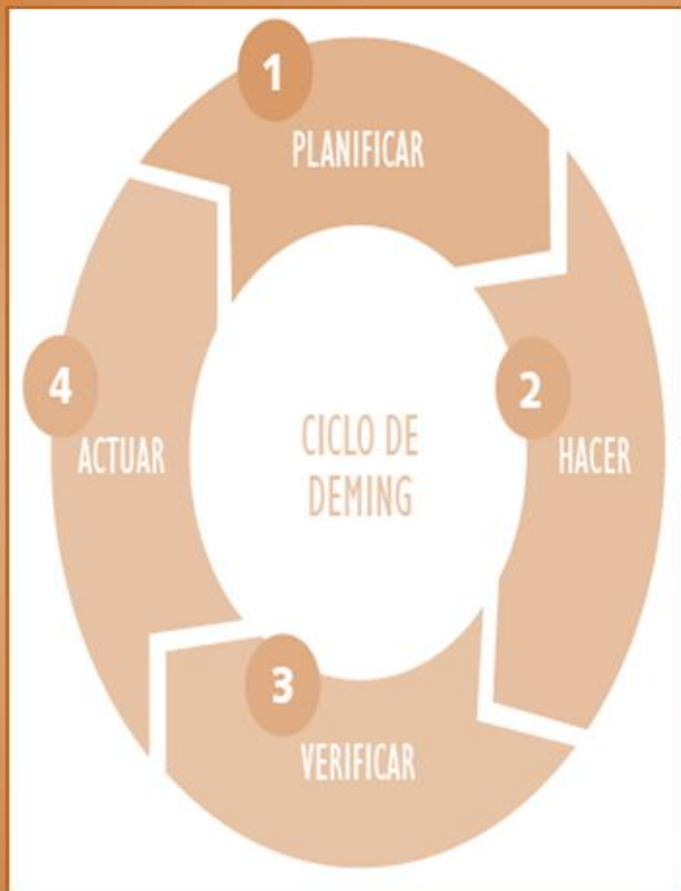 1
PLANIFICAR
2
HACER
3
VERIFICAR
4
ACTUAR
CICLO DE
DEMING